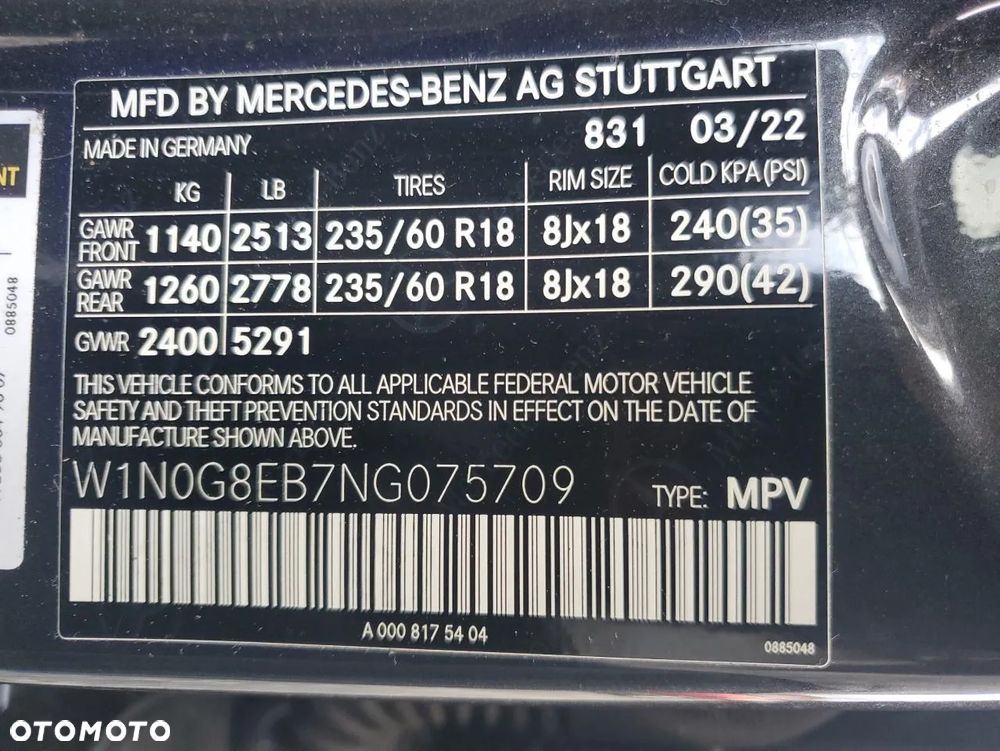 MFD BY MERCEDES-BENZ AG STUTTGART
MADE IN GERMANY 831 03/22
KG LB TIRES RIM SIZE COLD KPA (PSI)
GAWR FRONT 1140 2513 235/60 R18 8Jx18 240(35)
GAWR REAR 1260 2778 235/60 R18 8Jx18 290(42)
GVWR 2400 5291
THIS VEHICLE CONFORMS TO ALL APPLICABLE FEDERAL MOTOR VEHICLE
SAFETY AND THEFT PREVENTION STANDARDS IN EFFECT ON THE DATE OF
MANUFACTURE SHOWN ABOVE.
W1N0G8EB7NG075709 TYPE: MPV
A 000 817 54 04
0885048
0885048
OTOMOTO